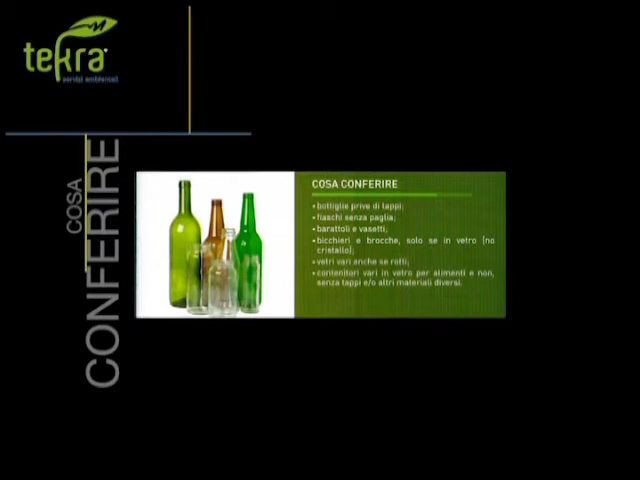 tekra
servizi ambientali
COSA
CONFERIRE
COSA CONFERIRE
• bottiglie prive di tappi;
• fiaschi senza paglia;
• barattoli e vasetti;
• bicchieri e brocche, solo se in vetro (no
cristallo);
• vetri vari anche se rotti;
• contenitori vari in vetro per alimenti e non,
senza tappi e/o altri materiali diversi.